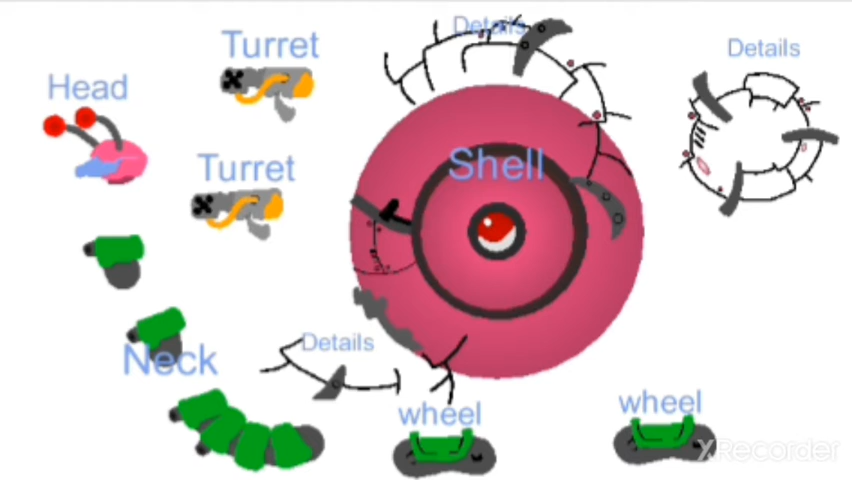 Details
Turret
Details
Head
Turret
Shell
Details
Neck
wheel
wheel
XRecorder